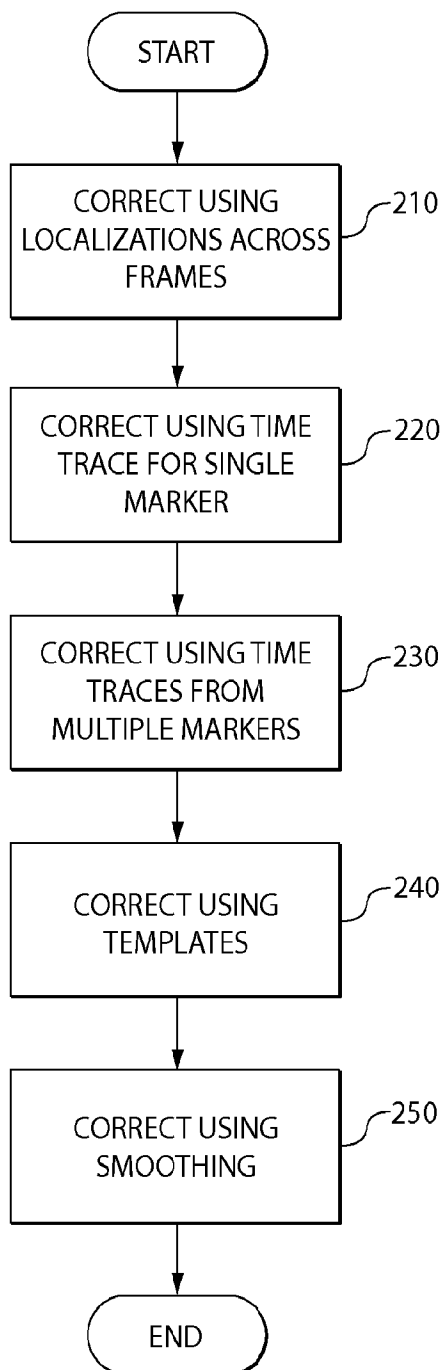 START
CORRECT USING
LOCALIZATIONS ACROSS
FRAMES
210
CORRECT USING TIME
TRACE FOR SINGLE
MARKER
220
CORRECT USING TIME
TRACES FROM
MULTIPLE MARKERS
230
CORRECT USING
TEMPLATES
240
CORRECT USING
SMOOTHING
250
END